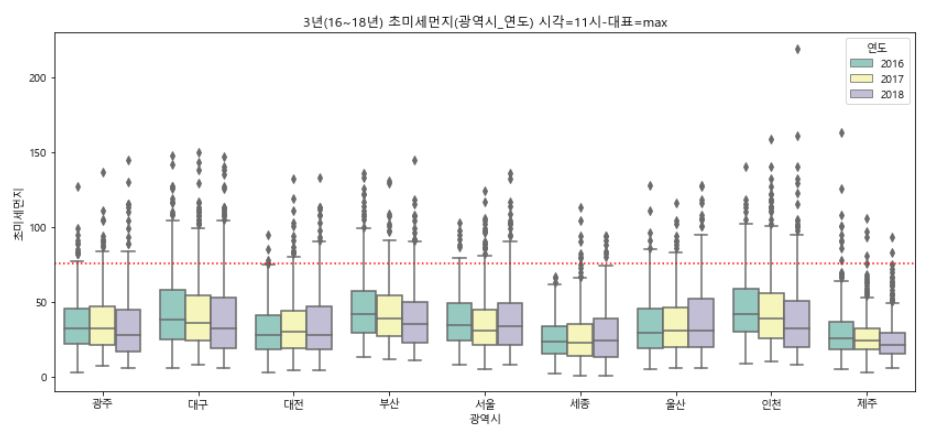 3년(16~18년) 초미세먼지(광역시_연도) 시각=11시-대표=max
연도
2016
2017
2018
200
150
100
50
0
초미세먼지
광주 대구 대전 부산 서울 세종 울산 인천 제주
광역시